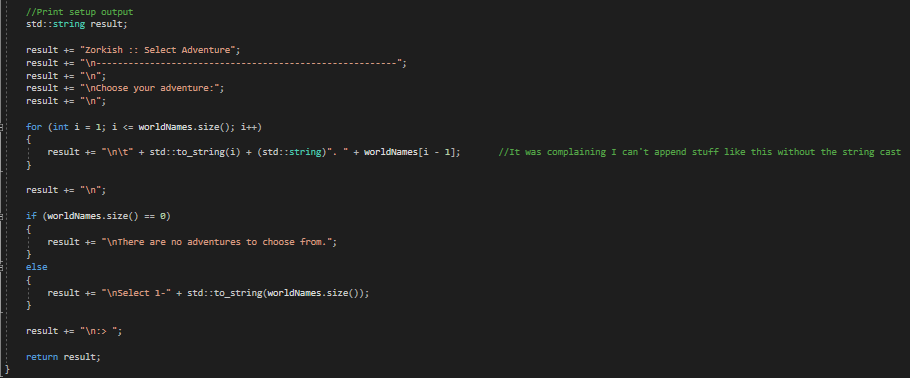 //Print setup output
std::string result;
result += "Zorkish :: Select Adventure";
result += "\n---------------------------------------------------------";
result += "\n";
result += "\nChoose your adventure:";
result += "\n";
for (int i = 1; i <= worldNames.size(); i++)
{
result += "\n\t" + std::to_string(i) + (std::string)". " + worldNames[i - 1]; //It was complaining I can't append stuff like this without the string cast
}
result += "\n";
if (worldNames.size() == 0)
{
result += "\nThere are no adventures to choose from.";
}
else
{
result += "\nSelect 1-" + std::to_string(worldNames.size());
}
result += "\n:> ";
return result;
}